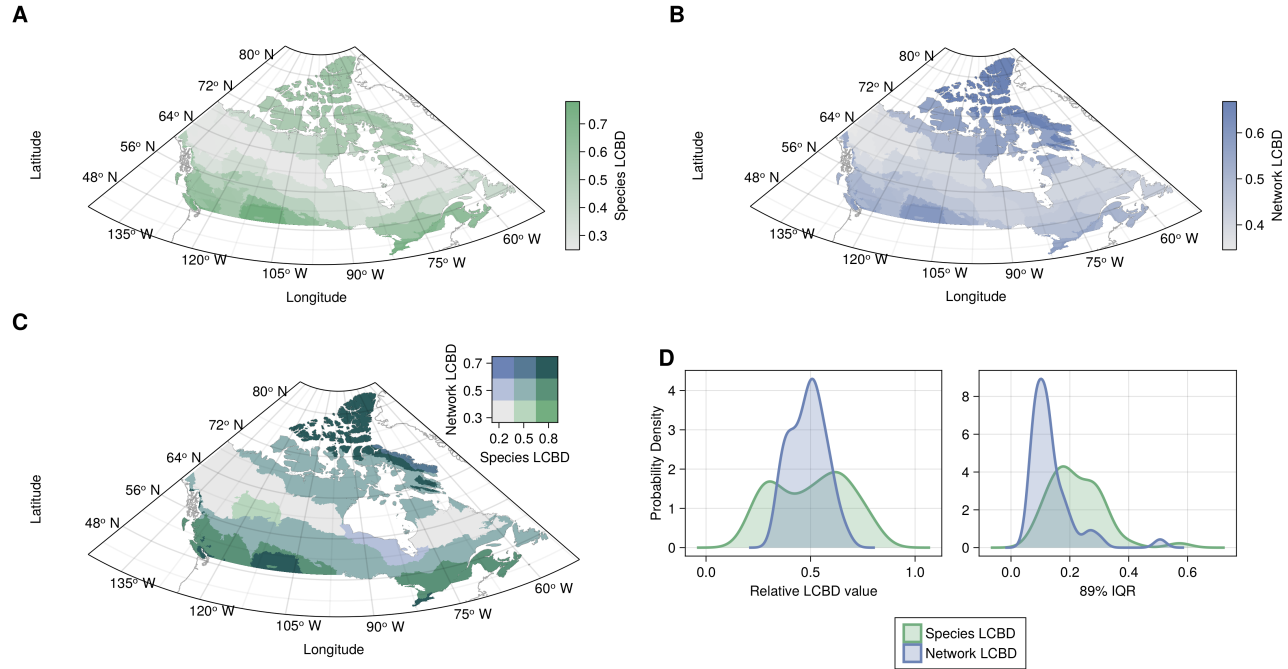 A
80° N
72° N
64° N
56° N
48° N
135° W
120° W
105° W
90° W
75° W
60° W
Latitude
Longitude
0.7
0.6
0.5
0.4
0.3
Species LCBD
B
80° N
72° N
64° N
56° N
48° N
135° W
120° W
105° W
90° W
75° W
60° W
Latitude
Longitude
0.6
0.5
0.4
Network LCBD
C
80° N
72° N
64° N
56° N
48° N
135° W
120° W
105° W
90° W
75° W
60° W
Latitude
Longitude
Network LCBD
0.7
0.5
0.3
0.2 0.5 0.8
Species LCBD
D
Probability Density
4
3
2
1
0
0.0 0.5 1.0
Relative LCBD value
8
6
4
2
0
0.0 0.2 0.4 0.6
89% IQR
Species LCBD
Network LCBD